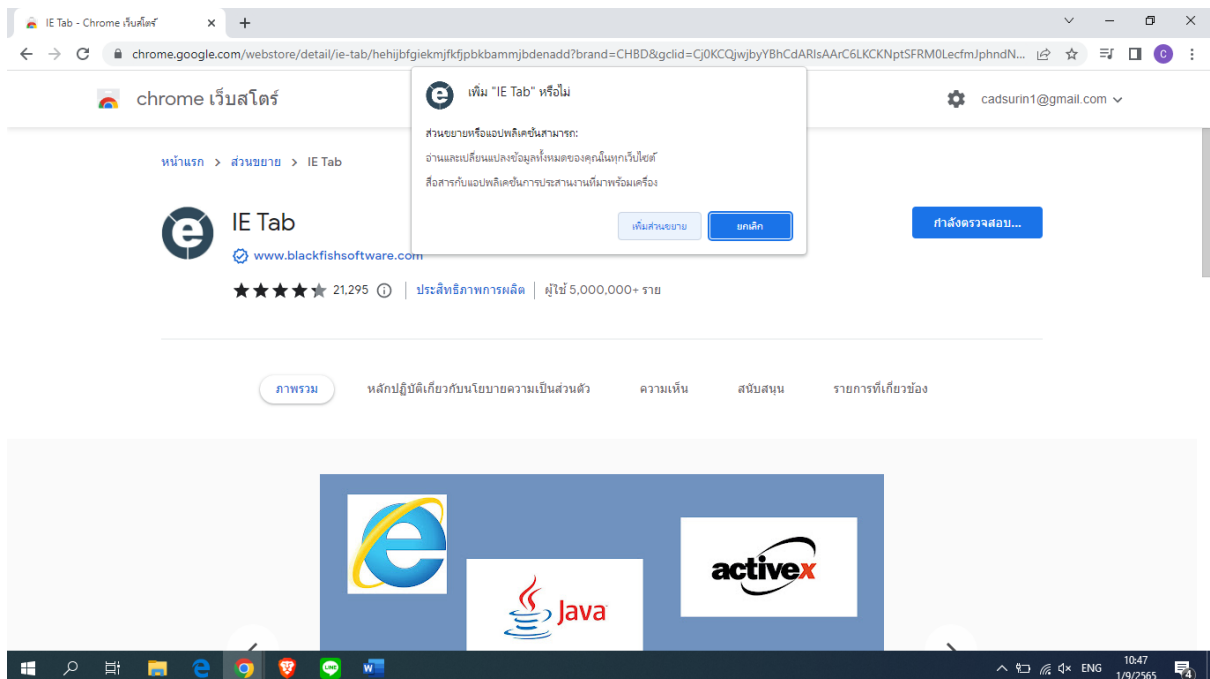 IE Tab - Chrome เว็บสโตร์
chrome.google.com/webstore/detail/ie-tab/hehijbfgiekmjfkfjpbkbammjbdenadd?brand=CHBD&gclid=Cj0KCQjwjbyYBhCdARIsAArC6LKCKNptSFRM0LecfmJphndN...
C
chrome เว็บสโตร์
cadsurin1@gmail.com
เพิ่ม "IE Tab" หรือไม่
ส่วนขยายหรือแอปพลิเคชันสามารถ:
อ่านและเปลี่ยนแปลงข้อมูลทั้งหมดของคุณในทุกเว็บไซต์
สื่อสารกับแอปพลิเคชันการประสานงานที่มาพร้อมเครื่อง
เพิ่มส่วนขยาย
ยกเลิก
หน้าแรก > ส่วนขยาย > IE Tab
IE Tab
กำลังตรวจสอบ...
www.blackfishsoftware.com
21,295
ประสิทธิภาพการผลิต
ผู้ใช้ 5,000,000+ ราย
ภาพรวม
หลักปฏิบัติเกี่ยวกับนโยบายความเป็นส่วนตัว
ความเห็น
สนับสนุน
รายการที่เกี่ยวข้อง
activex
Java
LINE
W
ENG
10:47
1/9/2565
4